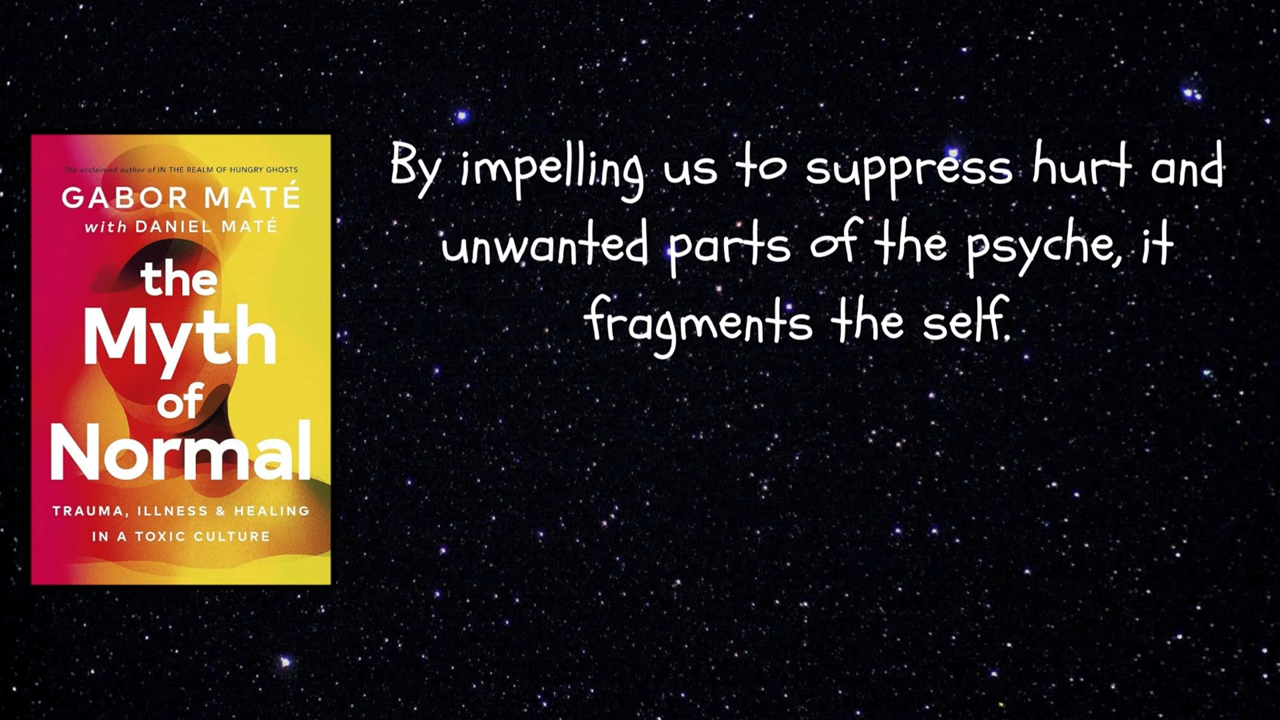 The acclaimed author of IN THE REALM OF HUNGRY GHOSTS
GABOR MATÉ
with DANIEL MATÉ
the
Myth
of
Normal
TRAUMA, ILLNESS & HEALING
IN A TOXIC CULTURE
By impelling us to suppress hurt and
unwanted parts of the psyche, it
fragments the self.